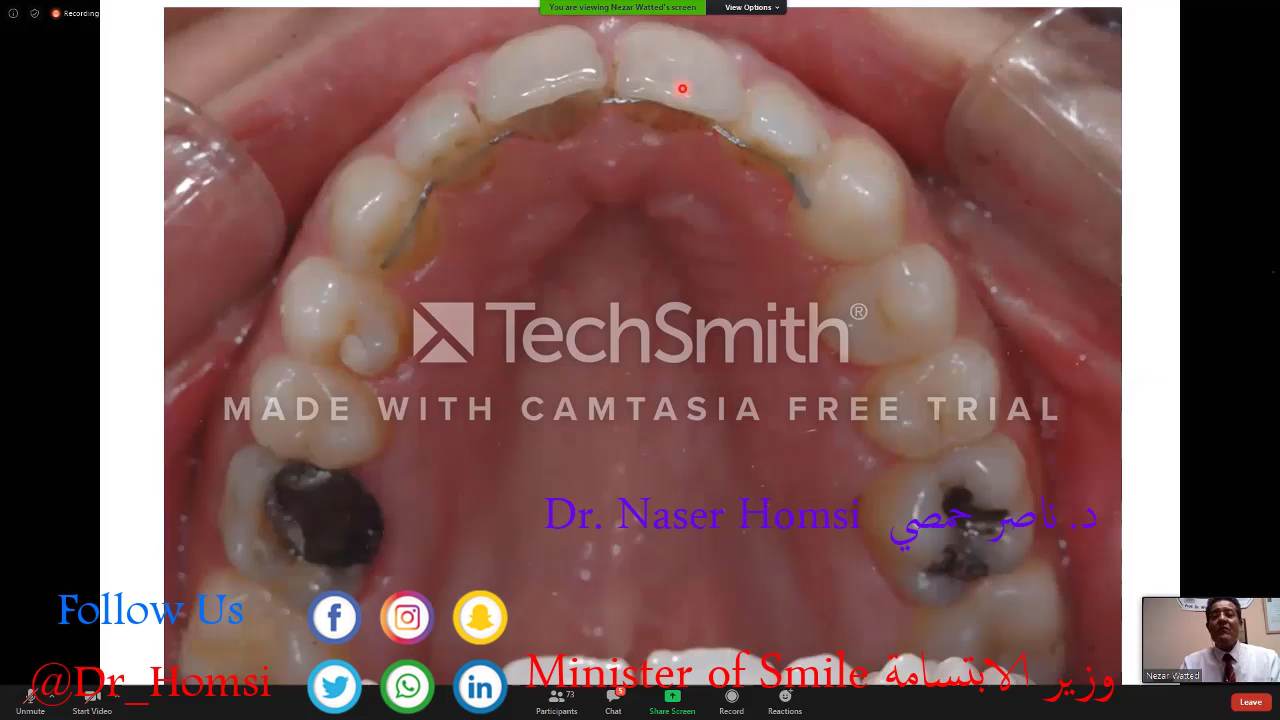 Recording
You are viewing Nezar Watted's screen
View Options
TechSmith®
MADE WITH CAMTASIA FREE TRIAL
Dr. Naser Homsi د. ناصر حمصي
Follow Us
@Dr_Homsi
Minister of Smile وزير الابتسامة
Nezar Watted
Unmute
Start Video
73
Participants
Chat
Share Screen
Record
Reactions
Leave